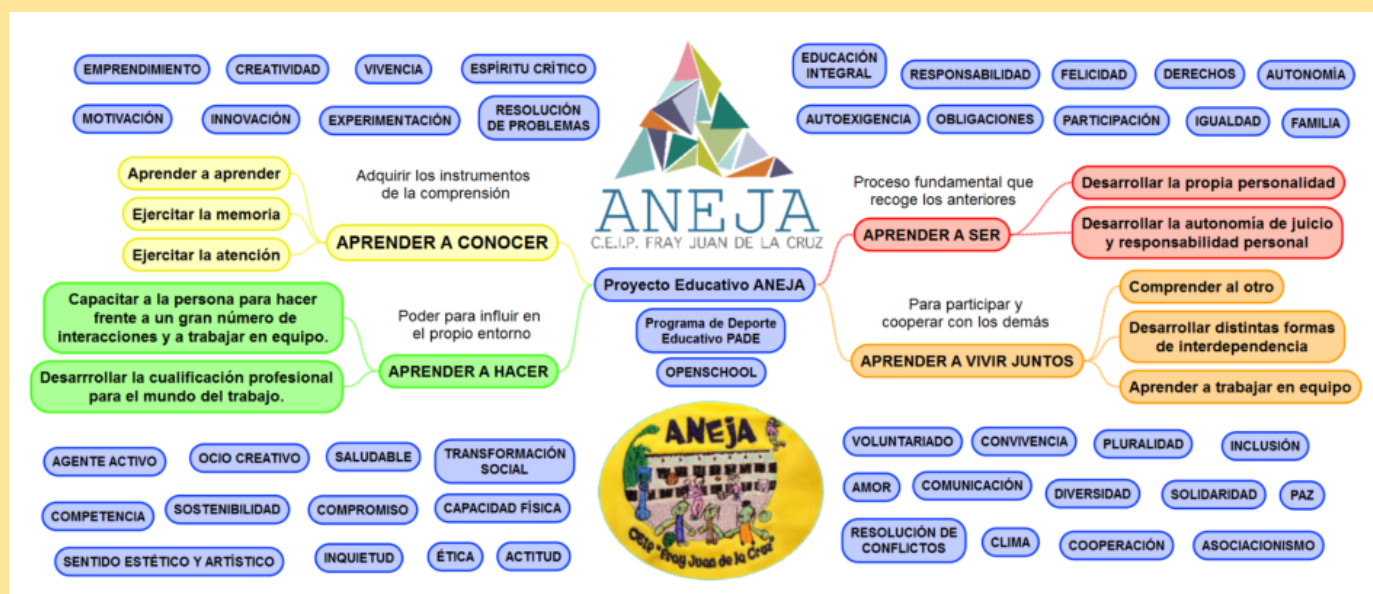 EMPRENDIMIENTO
CREATIVIDAD
VIVENCIA
ESPÍRITU CRÍTICO
MOTIVACIÓN
INNOVACIÓN
EXPERIMENTACIÓN
RESOLUCIÓN
DE PROBLEMAS
EDUCACIÓN
INTEGRAL
RESPONSABILIDAD
FELICIDAD
DERECHOS
AUTONOMÍA
AUTOEXIGENCIA
OBLIGACIONES
PARTICIPACIÓN
IGUALDAD
FAMILIA
ANEJA
C.E.I.P. FRAY JUAN DE LA CRUZ
Proyecto Educativo ANEJA
Programa de Deporte
Educativo PADE
OPENSCHOOL
Adquirir los instrumentos
de la comprensión
APRENDER A CONOCER
Aprender a aprender
Ejercitar la memoria
Ejercitar la atención
Poder para influir en
el propio entorno
APRENDER A HACER
Capacitar a la persona para hacer
frente a un gran número de
interacciones y a trabajar en equipo.
Desarrrollar la cualificación profesional
para el mundo del trabajo.
Proceso fundamental que
recoge los anteriores
APRENDER A SER
Desarrollar la propia personalidad
Desarrollar la autonomía de juicio
y responsabilidad personal
Para participar y
cooperar con los demás
APRENDER A VIVIR JUNTOS
Comprender al otro
Desarrollar distintas formas
de interdependencia
Aprender a trabajar en equipo
AGENTE ACTIVO
OCIO CREATIVO
SALUDABLE
TRANSFORMACIÓN
SOCIAL
COMPETENCIA
SOSTENIBILIDAD
COMPROMISO
CAPACIDAD FÍSICA
SENTIDO ESTÉTICO Y ARTÍSTICO
INQUIETUD
ÉTICA
ACTITUD
ANEJA
CEIP "Fray Juan de la Cruz"
VOLUNTARIADO
CONVIVENCIA
PLURALIDAD
INCLUSIÓN
AMOR
COMUNICACIÓN
DIVERSIDAD
SOLIDARIDAD
PAZ
RESOLUCIÓN DE
CONFLICTOS
CLIMA
COOPERACIÓN
ASOCIACIONISMO